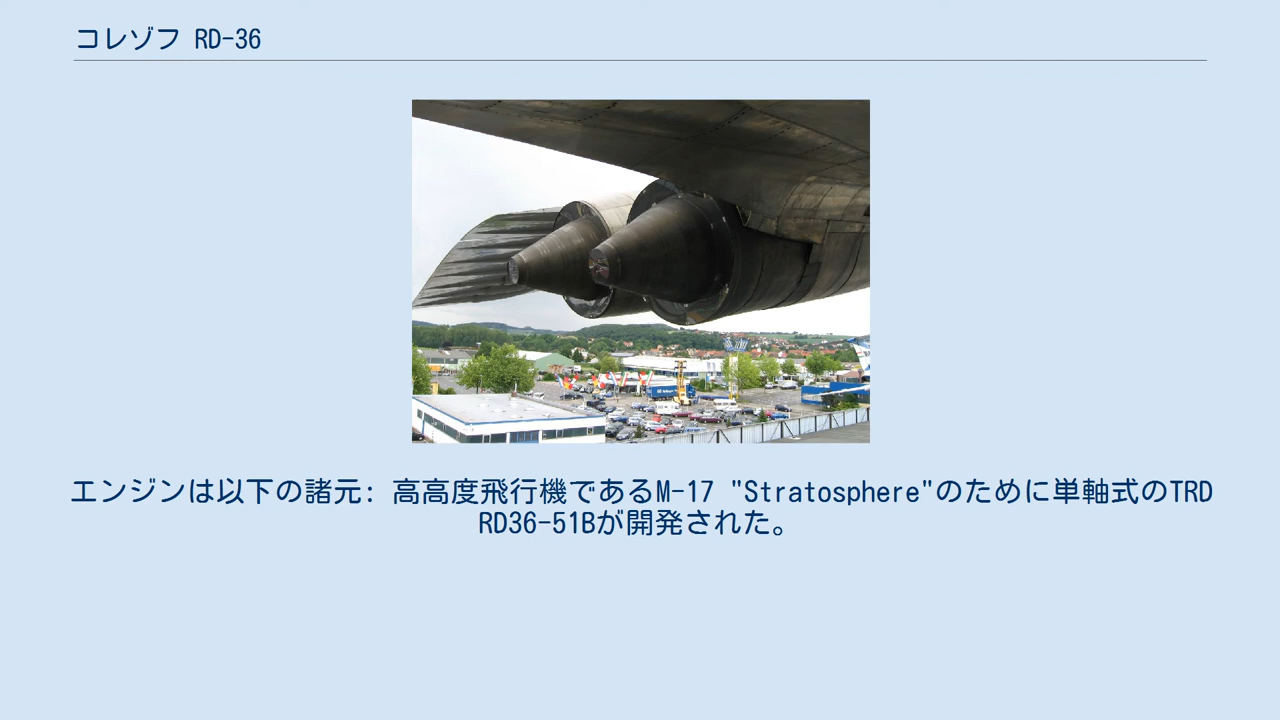 コレゾフ RD-36
エンジンは以下の諸元: 高高度飛行機であるM-17 "Stratosphere"のために単軸式のTRD
RD36-51Bが開発された。